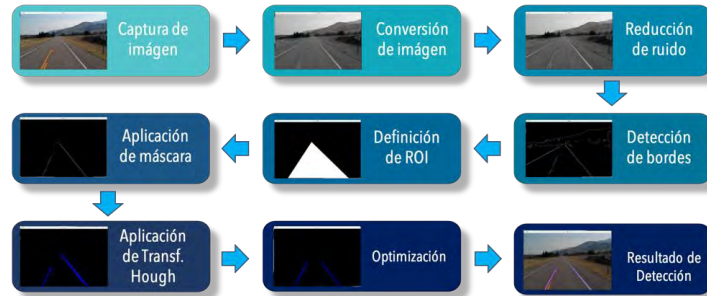 Captura de
imágen
Conversión
de imágen
Reducción
de ruido
Detección
de bordes
Definición
de ROI
Aplicación
de máscara
Aplicación
de Transf.
Hough
Optimización
Resultado de
Detección